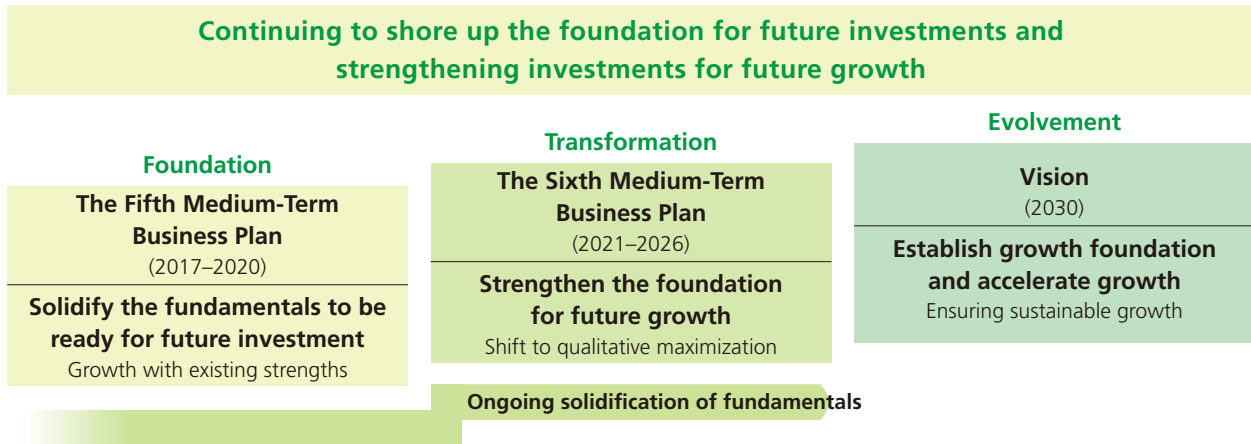 Continuing to shore up the foundation for future investments and
strengthening investments for future growth
Foundation
The Fifth Medium-Term
Business Plan
(2017–2020)
Solidify the fundamentals to be
ready for future investment
Growth with existing strengths
Transformation
The Sixth Medium-Term
Business Plan
(2021–2026)
Strengthen the foundation
for future growth
Shift to qualitative maximization
Ongoing solidification of fundamentals
Evolvement
Vision
(2030)
Establish growth foundation
and accelerate growth
Ensuring sustainable growth